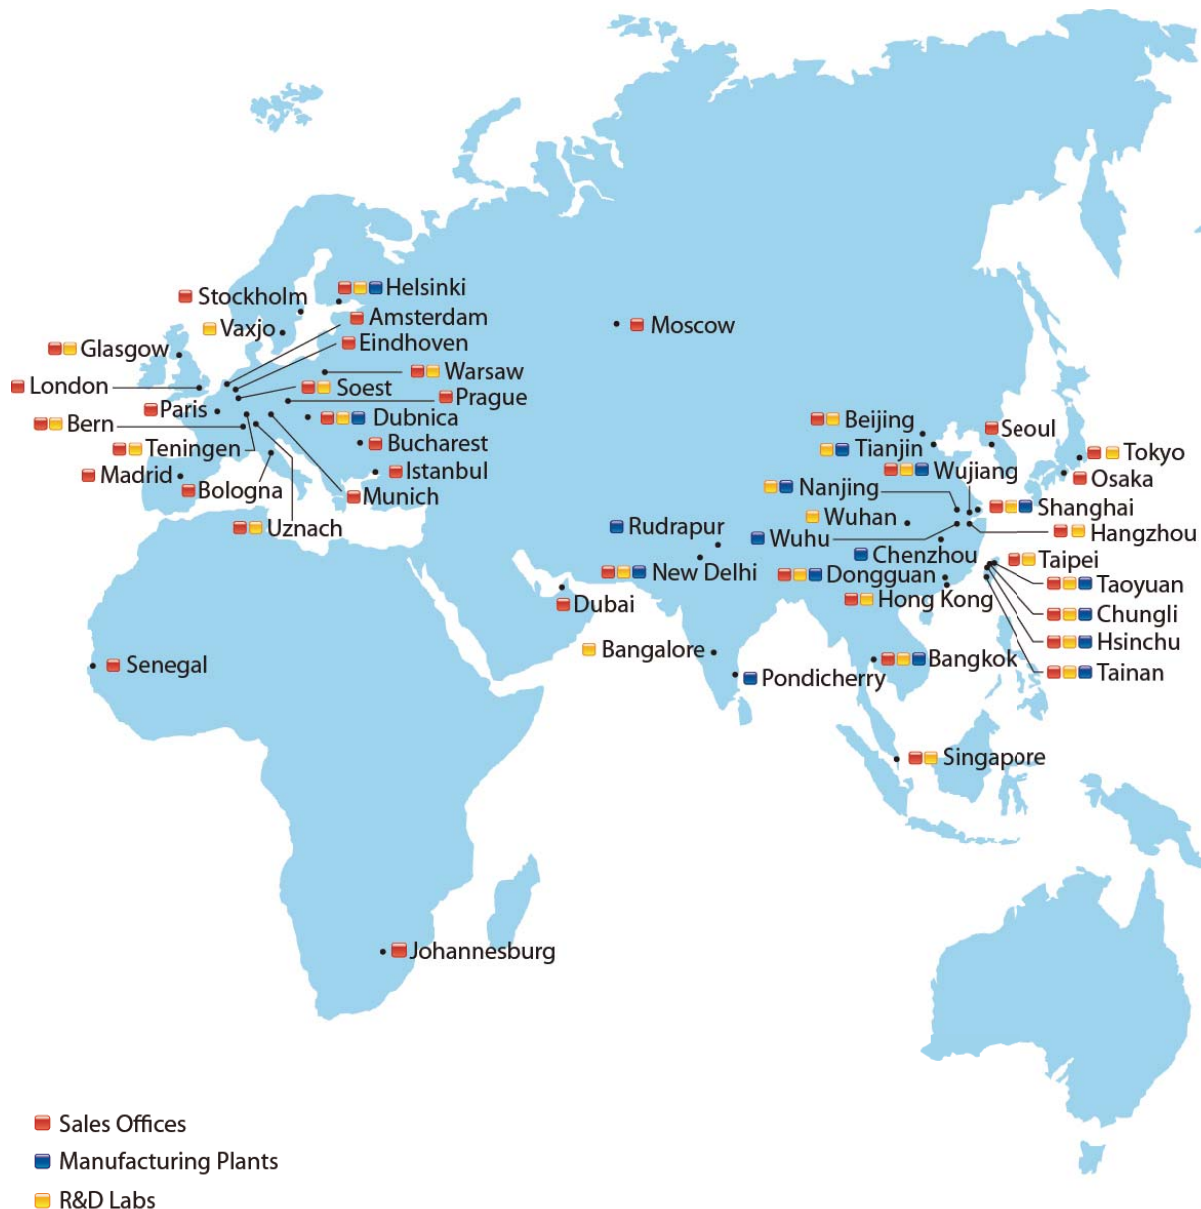 Helsinki
Stockholm
Amsterdam
Vaxjo
Moscow
Eindhoven
Glasgow
Warsaw
London
Soest
Prague
Paris
Dubnica
Beijing
Bern
Seoul
Bucharest
Teningen
Tianjin
Tokyo
Madrid
Istanbul
Wujiang
Osaka
Bologna
Munich
Nanjing
Shanghai
Wuhan
Uznach
Rudrapur
Wuhu
Hangzhou
Chenzhou
Taipei
New Delhi
Dongguan
Taoyuan
Dubai
Hong Kong
Chungli
Bangalore
Hsinchu
Senegal
Bangkok
Tainan
Pondicherry
Singapore
Johannesburg
Sales Offices
Manufacturing Plants
R&D Labs